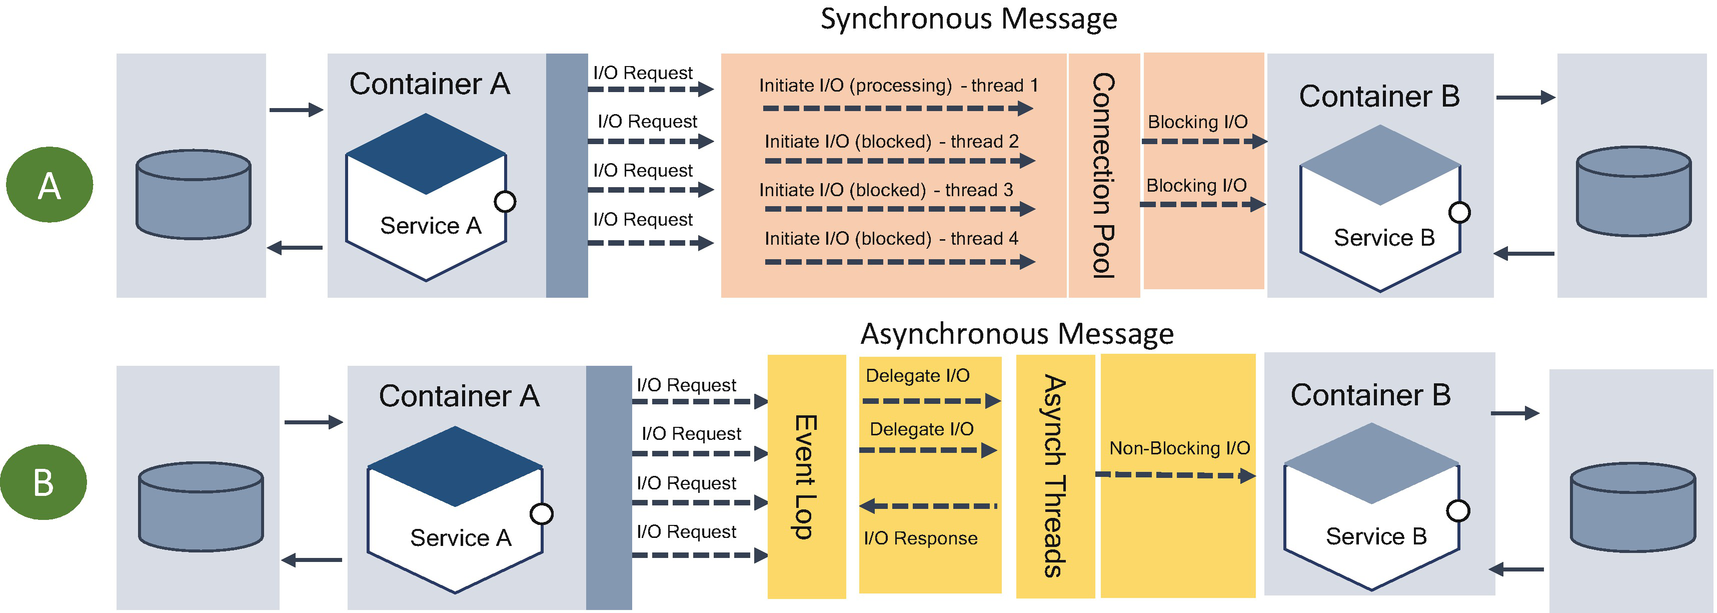 Synchronous Message
A
Container A
Service A
I/O Request
I/O Request
I/O Request
I/O Request
Initiate I/O (processing) - thread 1
Initiate I/O (blocked) - thread 2
Initiate I/O (blocked) - thread 3
Initiate I/O (blocked) - thread 4
Connection Pool
Blocking I/O
Blocking I/O
Container B
Service B
Asynchronous Message
B
Container A
Service A
I/O Request
I/O Request
I/O Request
I/O Request
Event Lop
Delegate I/O
Delegate I/O
I/O Response
Asynch Threads
Non-Blocking I/O
Container B
Service B